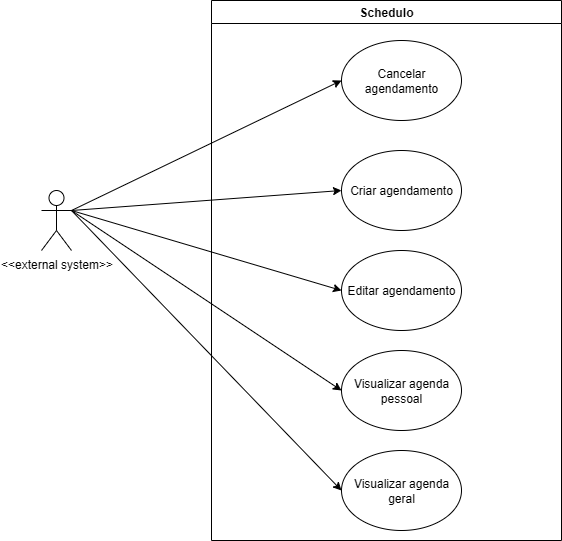 Schedulo
Cancelar
agendamento
Criar agendamento
<<external system>>
Editar agendamento
Visualizar agenda
pessoal
Visualizar agenda
geral